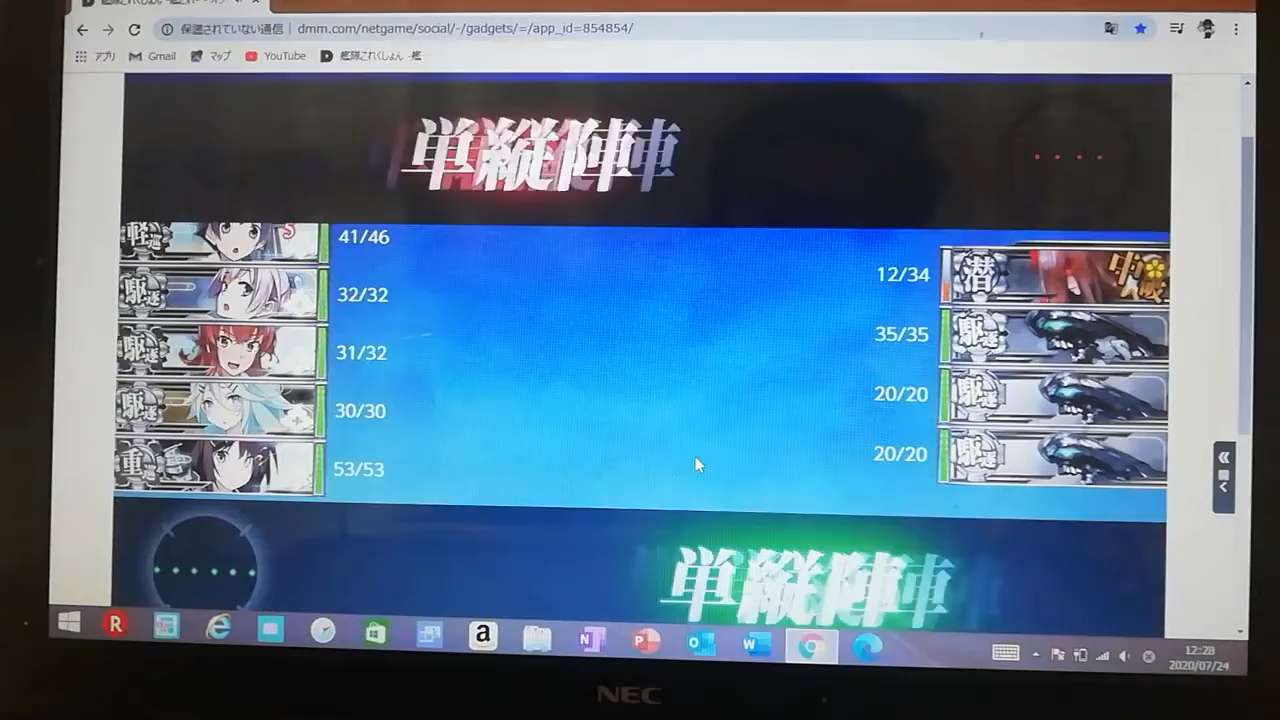 保護されていない通信 | dmm.com/netgame/social/-/gadgets/=/app_id=854854/
アプリ Gmail マップ YouTube 艦隊これくしょん -艦
単縦陣
軽巡 41/46
駆逐 32/32
駆逐 31/32
駆逐 30/30
重 53/53
12/34 潜 中破
35/35 駆逐
20/20 駆逐
20/20 駆逐
単縦陣
12:28
2020/07/24
NEC